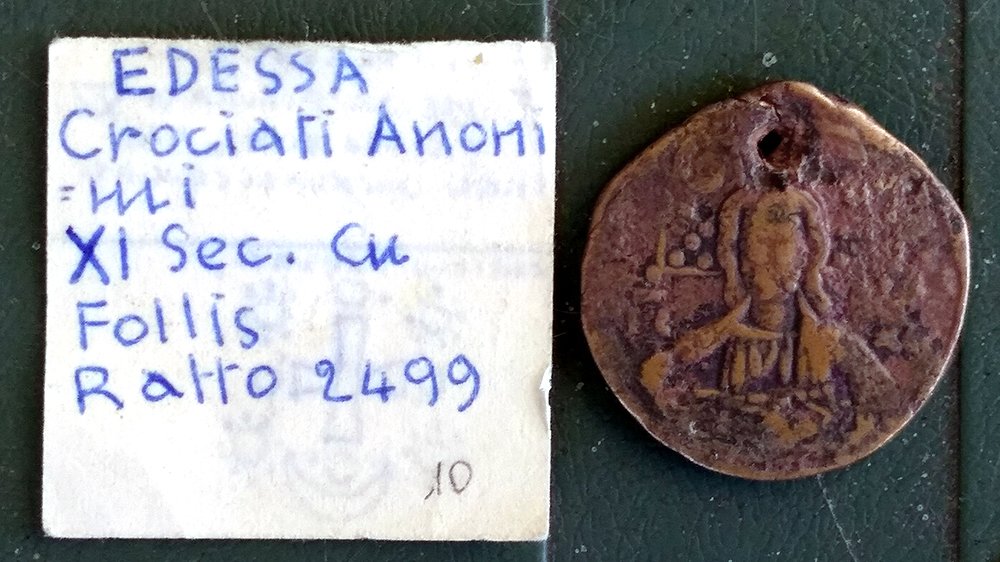 EDESSA
Crociati Anoni
=mi
XI Sec. Cu
Follis
Ratto 2499
10